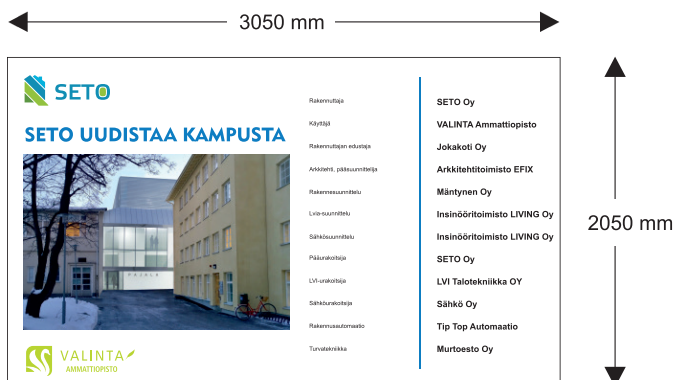 3050 mm
SETO
SETO UUDISTAA KAMPUSTA
VALINTA
AMMATTIOPISTO
Rakennuttaja SETO Oy
Käyttäjä VALINTA Ammattiopisto
Rakennuttajan edustaja Jokakoti Oy
Arkkitehti, pääsuunnittelija Arkkitehtitoimisto EFIX
Rakennesuunnittelu Mäntynen Oy
Lvia-suunnittelu Insinööritoimisto LIVING Oy
Sähkösuunnittelu Insinööritoimisto LIVING Oy
Pääurakoitsija SETO Oy
LVI-urakoitsija LVI Talotekniikka OY
Sähköurakoitsija Sähkö Oy
Rakennusautomaatio Tip Top Automaatio
Turvatekniikka Murtoesto Oy
2050 mm